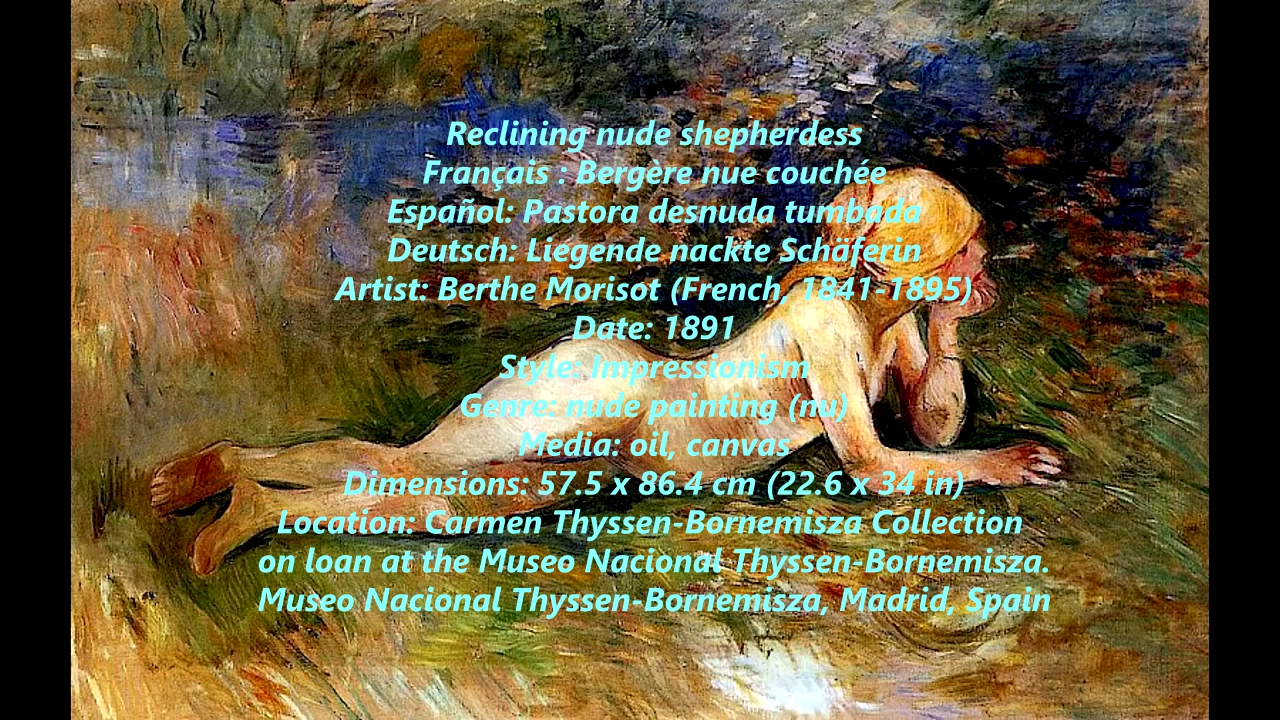 Reclining nude shepherdess
Français : Bergère nue couchée
Español: Pastora desnuda tumbada
Deutsch: Liegende nackte Schäferin
Artist: Berthe Morisot (French, 1841-1895)
Date: 1891
Style: Impressionism
Genre: nude painting (nu)
Media: oil, canvas
Dimensions: 57.5 x 86.4 cm (22.6 x 34 in)
Location: Carmen Thyssen-Bornemisza Collection
on loan at the Museo Nacional Thyssen-Bornemisza.
Museo Nacional Thyssen-Bornemisza, Madrid, Spain